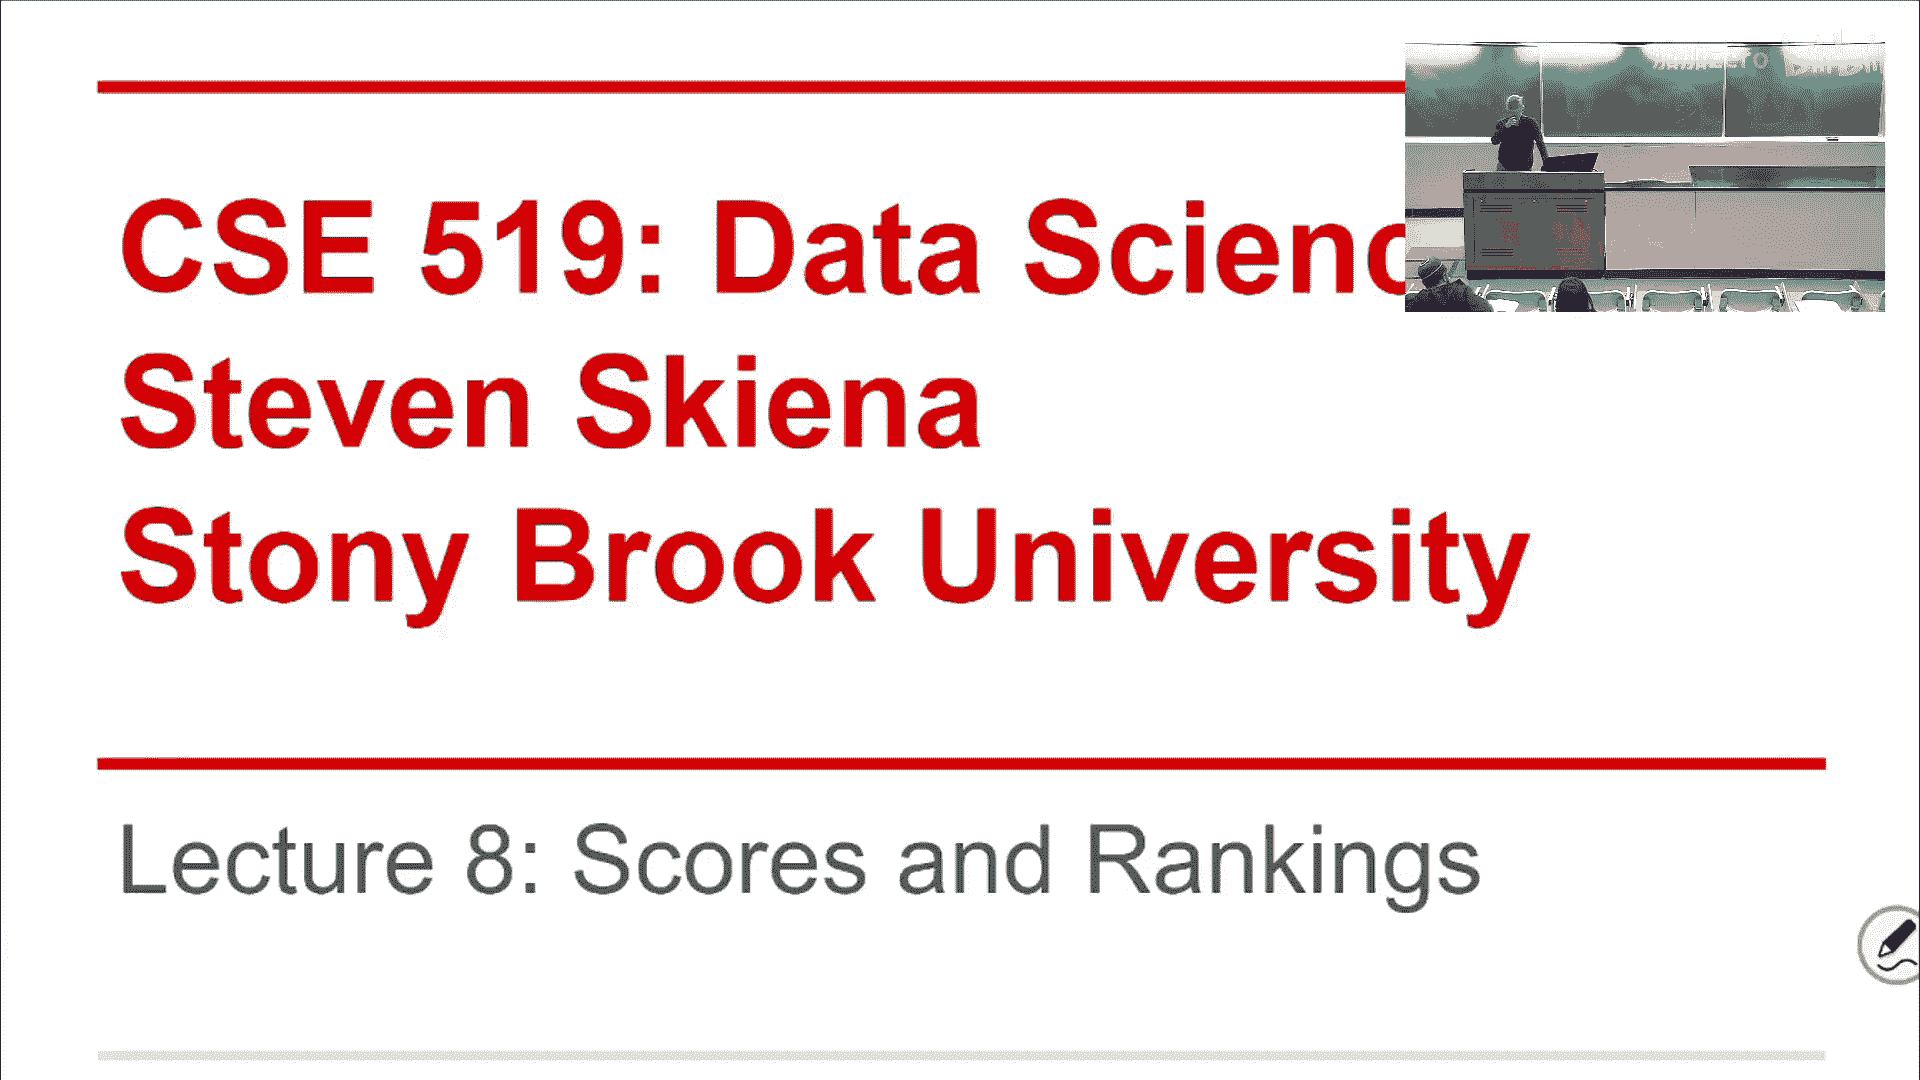 CSE 519: Data Scienc
Steven Skiena
Stony Brook University
Lecture 8: Scores and Rankings